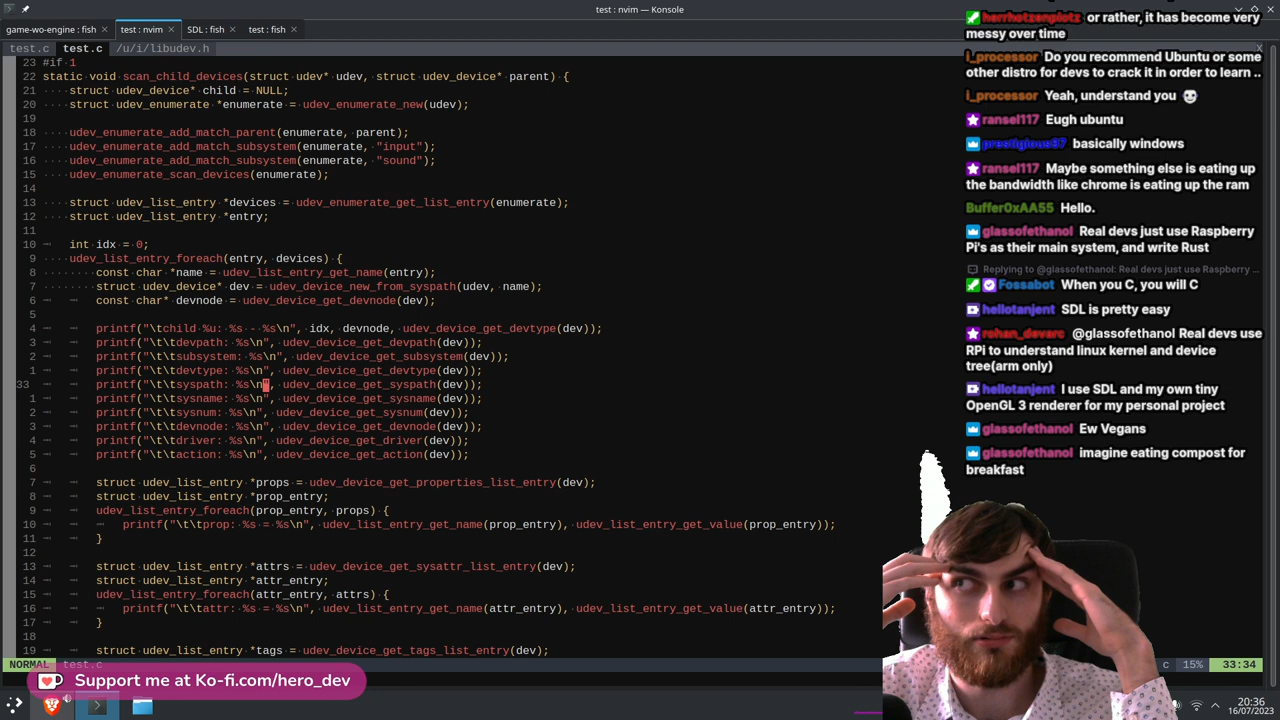 test : nvim — Konsole
game-wo-engine : fish
test : nvim
SDL : fish
test : fish
test.c test.c /u/i/libudev.h
23 #if 1
22 static void scan_child_devices(struct udev* udev, struct udev_device* parent) {
21 struct udev_device* child = NULL;
20 struct udev_enumerate *enumerate = udev_enumerate_new(udev);
19
18 udev_enumerate_add_match_parent(enumerate, parent);
17 udev_enumerate_add_match_subsystem(enumerate, "input");
16 udev_enumerate_add_match_subsystem(enumerate, "sound");
15 udev_enumerate_scan_devices(enumerate);
14
13 struct udev_list_entry *devices = udev_enumerate_get_list_entry(enumerate);
12 struct udev_list_entry *entry;
11
10 int idx = 0;
9 udev_list_entry_foreach(entry, devices) {
8 const char *name = udev_list_entry_get_name(entry);
7 struct udev_device* dev = udev_device_new_from_syspath(udev, name);
6 const char* devnode = udev_device_get_devnode(dev);
5
4 printf("\tchild %u: %s - %s\n", idx, devnode, udev_device_get_devtype(dev));
3 printf("\t\tdevpath: %s\n", udev_device_get_devpath(dev));
2 printf("\t\tsubsystem: %s\n", udev_device_get_subsystem(dev));
1 printf("\t\tdevtype: %s\n", udev_device_get_devtype(dev));
33 printf("\t\tsyspath: %s\n", udev_device_get_syspath(dev));
1 printf("\t\tsysname: %s\n", udev_device_get_sysname(dev));
2 printf("\t\tsysnum: %s\n", udev_device_get_sysnum(dev));
3 printf("\t\tdevnode: %s\n", udev_device_get_devnode(dev));
4 printf("\t\tdriver: %s\n", udev_device_get_driver(dev));
5 printf("\t\taction: %s\n", udev_device_get_action(dev));
6
7 struct udev_list_entry *props = udev_device_get_properties_list_entry(dev);
8 struct udev_list_entry *prop_entry;
9 udev_list_entry_foreach(prop_entry, props) {
10 printf("\t\tprop: %s = %s\n", udev_list_entry_get_name(prop_entry), udev_list_entry_get_value(prop_entry));
11 }
12
13 struct udev_list_entry *attrs = udev_device_get_sysattr_list_entry(dev);
14 struct udev_list_entry *attr_entry;
15 udev_list_entry_foreach(attr_entry, attrs) {
16 printf("\t\tattr: %s = %s\n", udev_list_entry_get_name(attr_entry), udev_list_entry_get_value(attr_entry));
17 }
18
19 struct udev_list_entry *tags = udev_device_get_tags_list_entry(dev);
NORMAL test.c
c 15% 33:34
Support me at Ko-fi.com/hero_dev
20:36
16/07/2023
herrhotzenplotz or rather, it has become very
messy over time
i_processor Do you recommend Ubuntu or some
other distro for devs to crack it in order to learn ..
i_processor Yeah, understand you
ransel117 Eugh ubuntu
basically windows
ransel117 Maybe something else is eating up
the bandwidth like chrome is eating up the ram
Buffer0xAA55 Hello.
glassofethanol Real devs just use Raspberry
Pi's as their main system, and write Rust
Replying to @glassofethanol: Real devs just use Raspberry ...
Fossabot When you C, you will C
hellotanjent SDL is pretty easy
rohan_devarc @glassofethanol Real devs use
RPi to understand linux kernel and device
tree(arm only)
hellotanjent I use SDL and my own tiny
OpenGL 3 renderer for my personal project
glassofethanol Ew Vegans
glassofethanol imagine eating compost for
breakfast